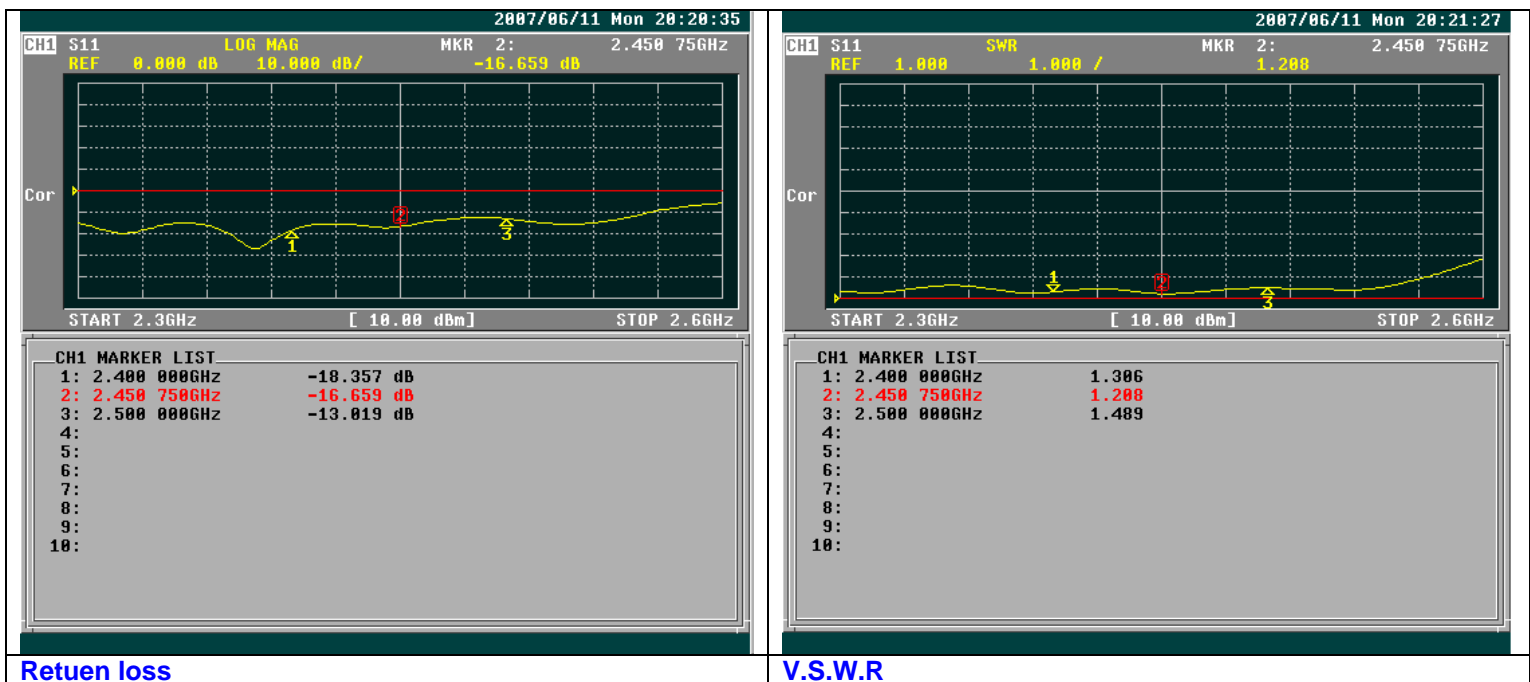 2007/06/11 Mon 20:20:35
CH1 S11 LOG MAG MKR 2: 2.450 75GHz
REF 0.000 dB 10.000 dB/ -16.659 dB
2
1
3
Cor
START 2.3GHz [ 10.00 dBm] STOP 2.6GHz
CH1 MARKER LIST
1: 2.400 000GHz -18.357 dB
2: 2.450 750GHz -16.659 dB
3: 2.500 000GHz -13.019 dB
4:
5:
6:
7:
8:
9:
10:
Retuen loss
2007/06/11 Mon 20:21:27
CH1 S11 SWR MKR 2: 2.450 75GHz
REF 1.000 1.000 / 1.208
Cor
1
2
3
START 2.3GHz [ 10.00 dBm] STOP 2.6GHz
CH1 MARKER LIST
1: 2.400 000GHz 1.306
2: 2.450 750GHz 1.208
3: 2.500 000GHz 1.489
4:
5:
6:
7:
8:
9:
10:
V.S.W.R